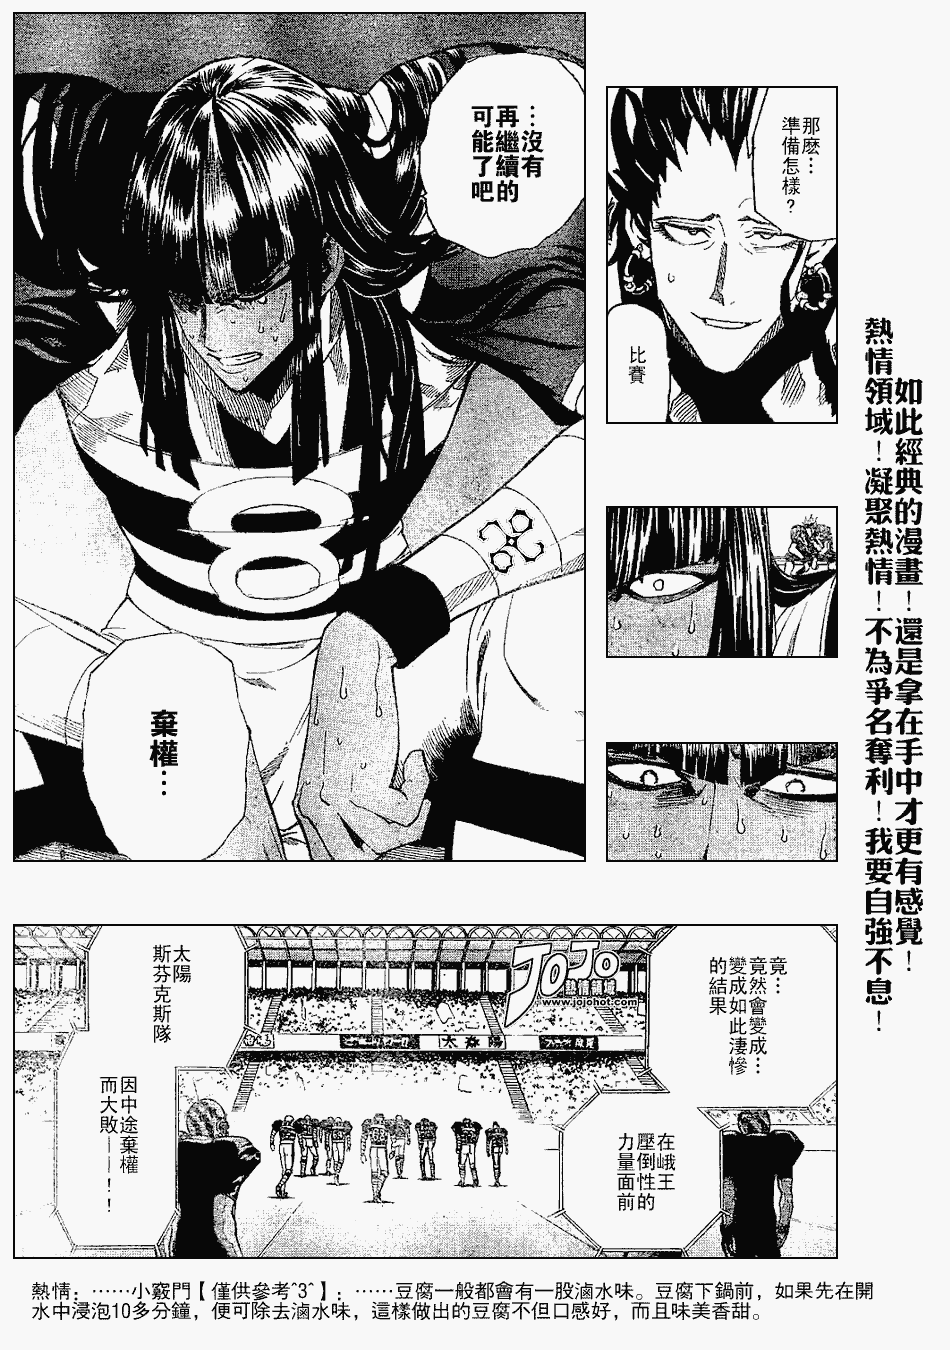 那麽…
準備怎樣?
比賽
…沒有
再繼續的
可能了吧
棄權…
竟…
竟然會變成…
變成如此淒慘
的結果
在峨王
壓倒性的
力量面前
太陽
斯芬克斯隊
因中途棄權
而大敗——!!
JOJO
熱情領域
www.jojohot.com
如此經典的漫畫!還是拿在手中才更有感覺!
熱情領域!凝聚熱情!不為爭名奪利!我要自強不息!
熱情:……小竅門【僅供參考^3^】:……豆腐一般都會有一股滷水味。豆腐下鍋前,如果先在開
水中浸泡10多分鐘,便可除去滷水味,這樣做出的豆腐不但口感好,而且味美香甜。